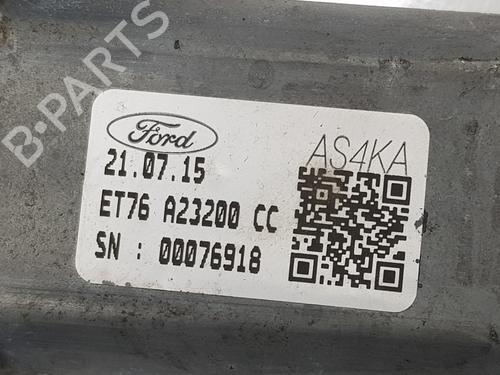 B-PARTS
Ford
AS4KA
21.07.15
ET76 A23200 CC
SN : 00076918